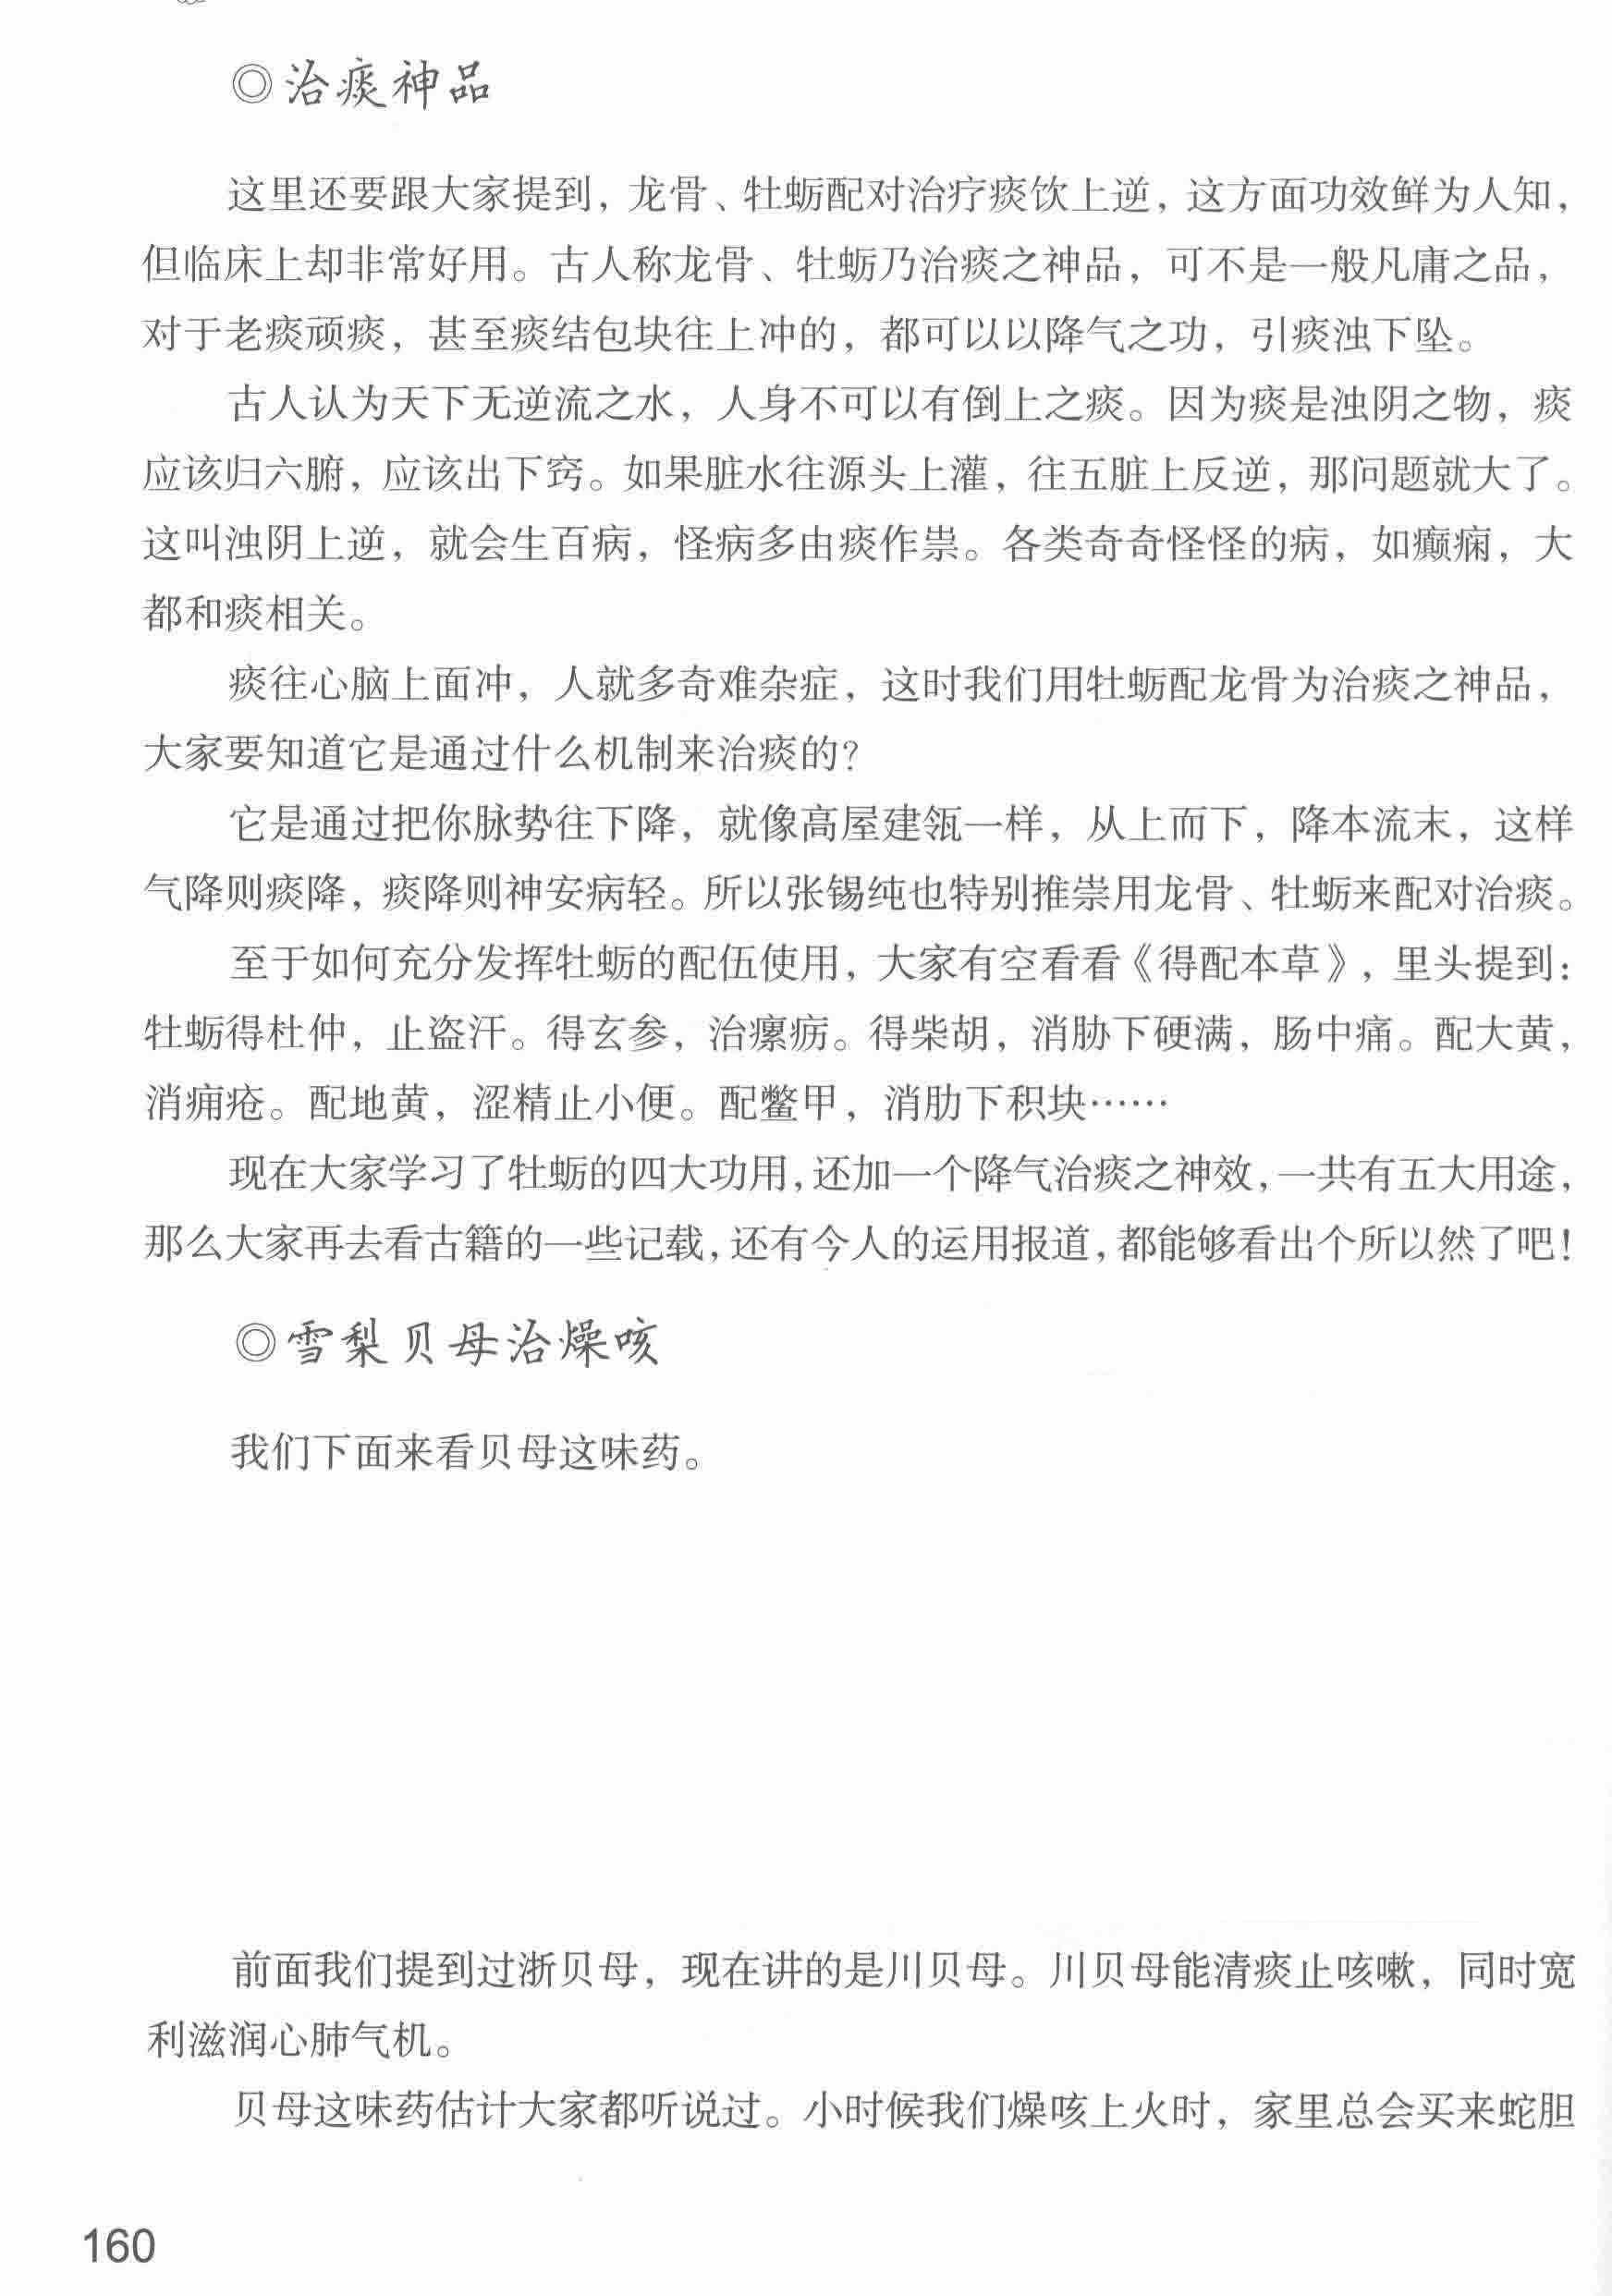 ◎治痰神品
这里还要跟大家提到，龙骨、牡蛎配对治疗痰饮上逆，这方面功效鲜为人知，
但临床上却非常好用。古人称龙骨、牡蛎乃治痰之神品，可不是一般凡庸之品，
对于老痰顽痰，甚至痰结包块往上冲的，都可以以降气之功，引痰浊下坠。
古人认为天下无逆流之水，人身不可以有倒上之痰。因为痰是浊阴之物，痰
应该归六腑，应该出下窍。如果脏水往源头上灌，往五脏上反逆，那问题就大了。
这叫浊阴上逆，就会生百病，怪病多由痰作祟。各类奇奇怪怪的病，如癫痫，大
都和痰相关。
痰往心脑上面冲，人就多奇难杂症，这时我们用牡蛎配龙骨为治痰之神品，
大家要知道它是通过什么机制来治痰的？
它是通过把你脉势往下降，就像高屋建瓴一样，从上而下，降本流末，这样
气降则痰降，痰降则神安病轻。所以张锡纯也特别推崇用龙骨、牡蛎来配对治痰。
至于如何充分发挥牡蛎的配伍使用，大家有空看看《得配本草》，里头提到：
牡蛎得杜仲，止盗汗。得玄参，治瘰疬。得柴胡，消胁下硬满，肠中痛。配大黄，
消痈疮。配地黄，涩精止小便。配鳖甲，消肋下积块……
现在大家学习了牡蛎的四大功用，还加一个降气治痰之神效，一共有五大用途，
那么大家再去看古籍的一些记载，还有今人的运用报道，都能够看出个所以然了吧！
◎雪梨贝母治燥咳
我们下面来看贝母这味药。
前面我们提到过浙贝母，现在讲的是川贝母。川贝母能清痰止咳嗽，同时宽
利滋润心肺气机。
贝母这味药估计大家都听说过。小时候我们燥咳上火时，家里总会买来蛇胆
160